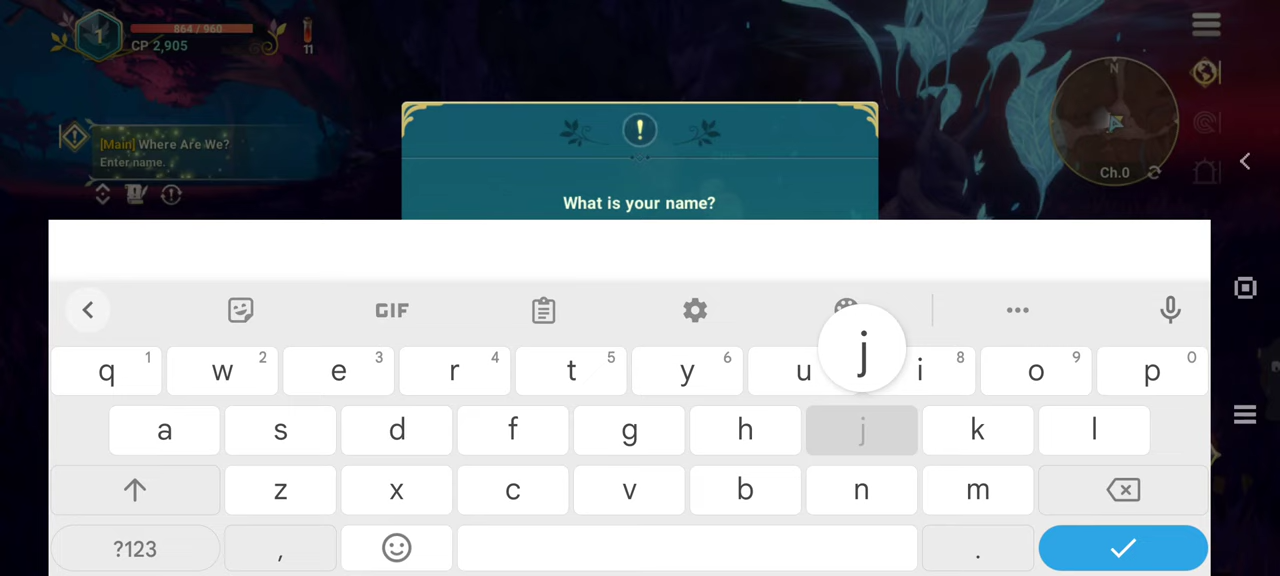 1
864 / 960
CP 2,905
11
N
[Main] Where Are We?
Enter name.
Ch.0
What is your name?
GIF
j
q 1 w 2 e 3 r 4 t 5 y 6 u i 8 o 9 p 0
a s d f g h j k l
z x c v b n m
?123 , .